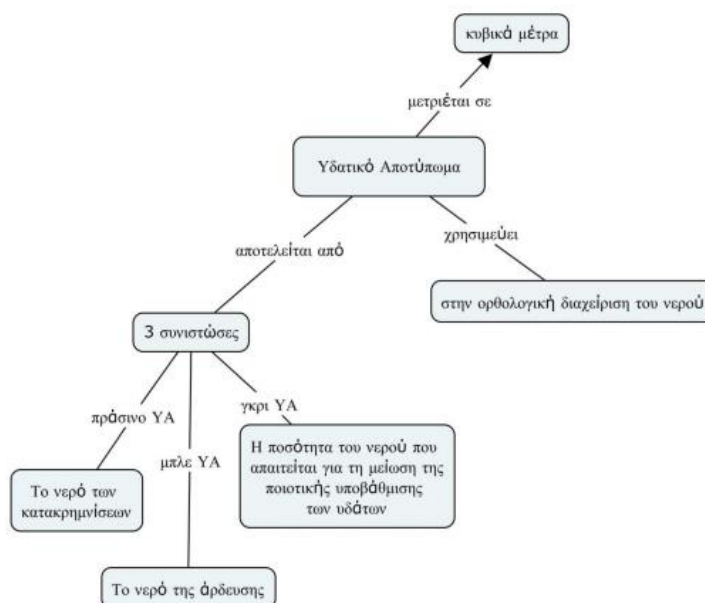 κυβικά μέτρα
μετριέται σε
Υδατικό Αποτύπωμα
αποτελείται από
χρησιμεύει
στην ορθολογική διαχείριση του νερού
3 συνιστώσες
πράσινο ΥΑ
μπλε ΥΑ
γκρι ΥΑ
Το νερό των
κατακρημνίσεων
Η ποσότητα του νερού που
απαιτείται για τη μείωση της
ποιοτικής υποβάθμισης
των υδάτων
Το νερό της άρδευσης